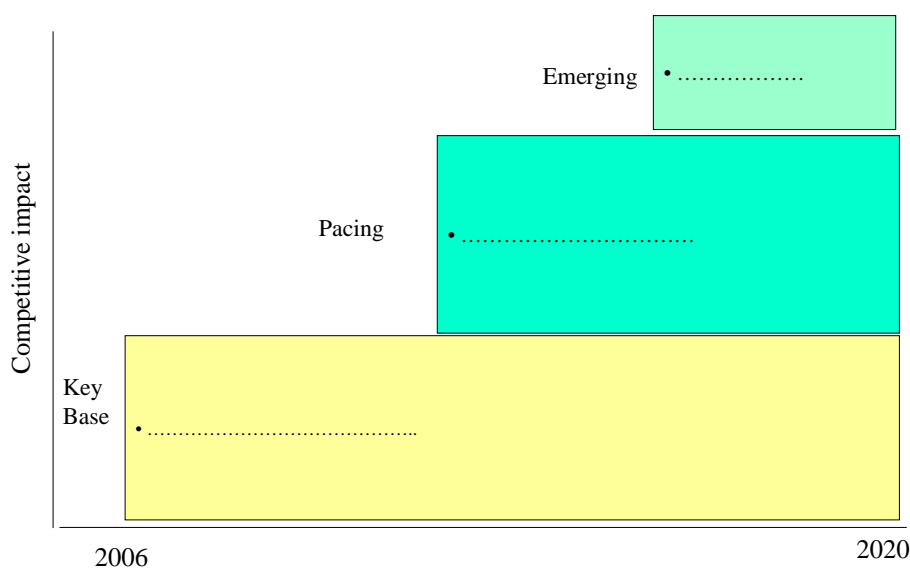 Emerging
• ………………
Pacing
• ……………………………
Competitive impact
Key
Base
• ………………………………..
2006
2020